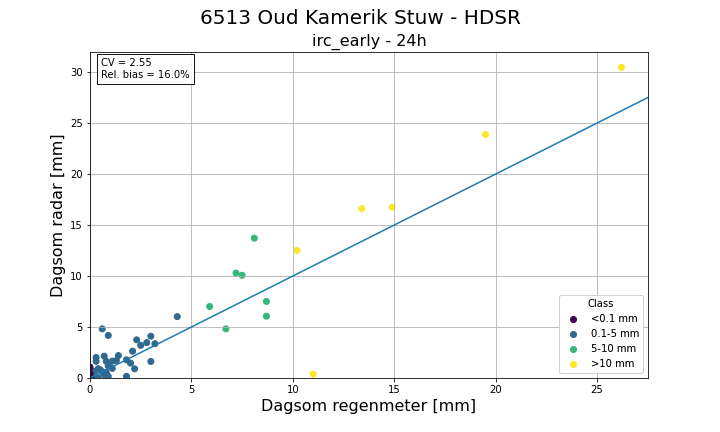 6513 Oud Kamerik Stuw - HDSR
irc_early - 24h
CV = 2.55
Rel. bias = 16.0%
30
25
20
15
10
5
0
Dagsom radar [mm]
0 5 10 15 20 25
Dagsom regenmeter [mm]
Class
<0.1 mm
0.1-5 mm
5-10 mm
>10 mm